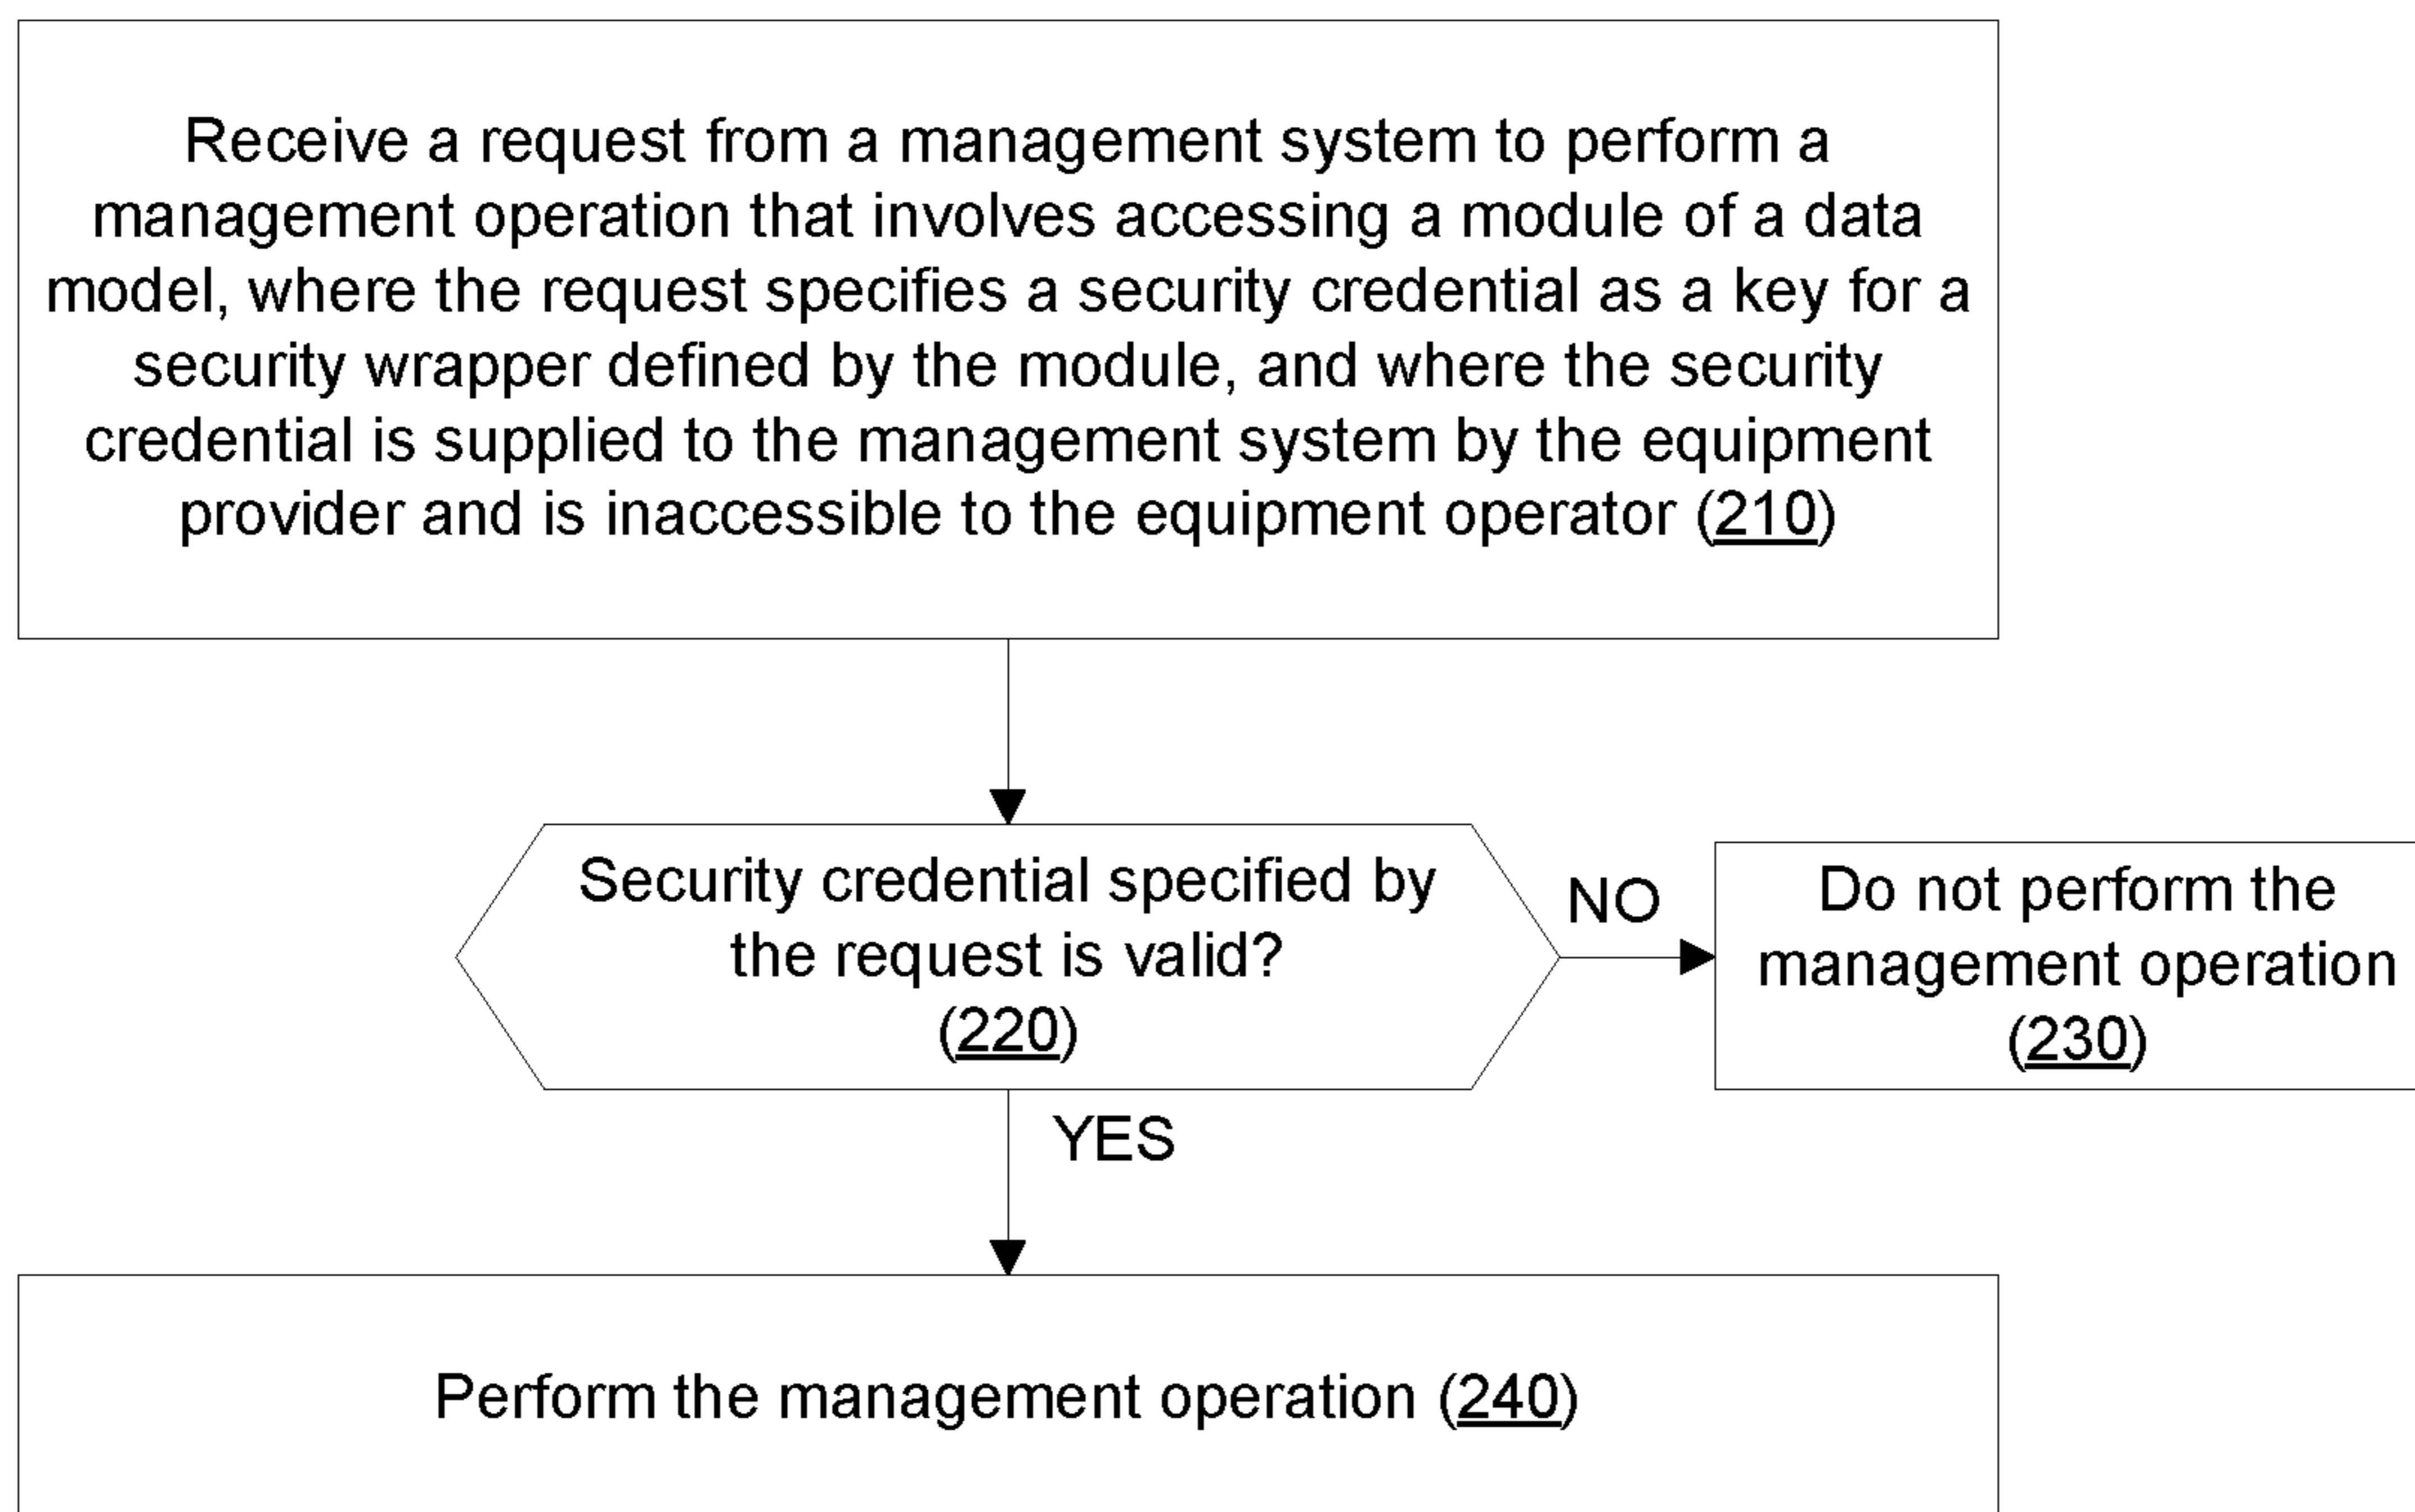 Receive a request from a management system to perform a
management operation that involves accessing a module of a data
model, where the request specifies a security credential as a key for a
security wrapper defined by the module, and where the security
credential is supplied to the management system by the equipment
provider and is inaccessible to the equipment operator (210)
Security credential specified by
the request is valid?
(220)
NO
Do not perform the
management operation
(230)
YES
Perform the management operation (240)